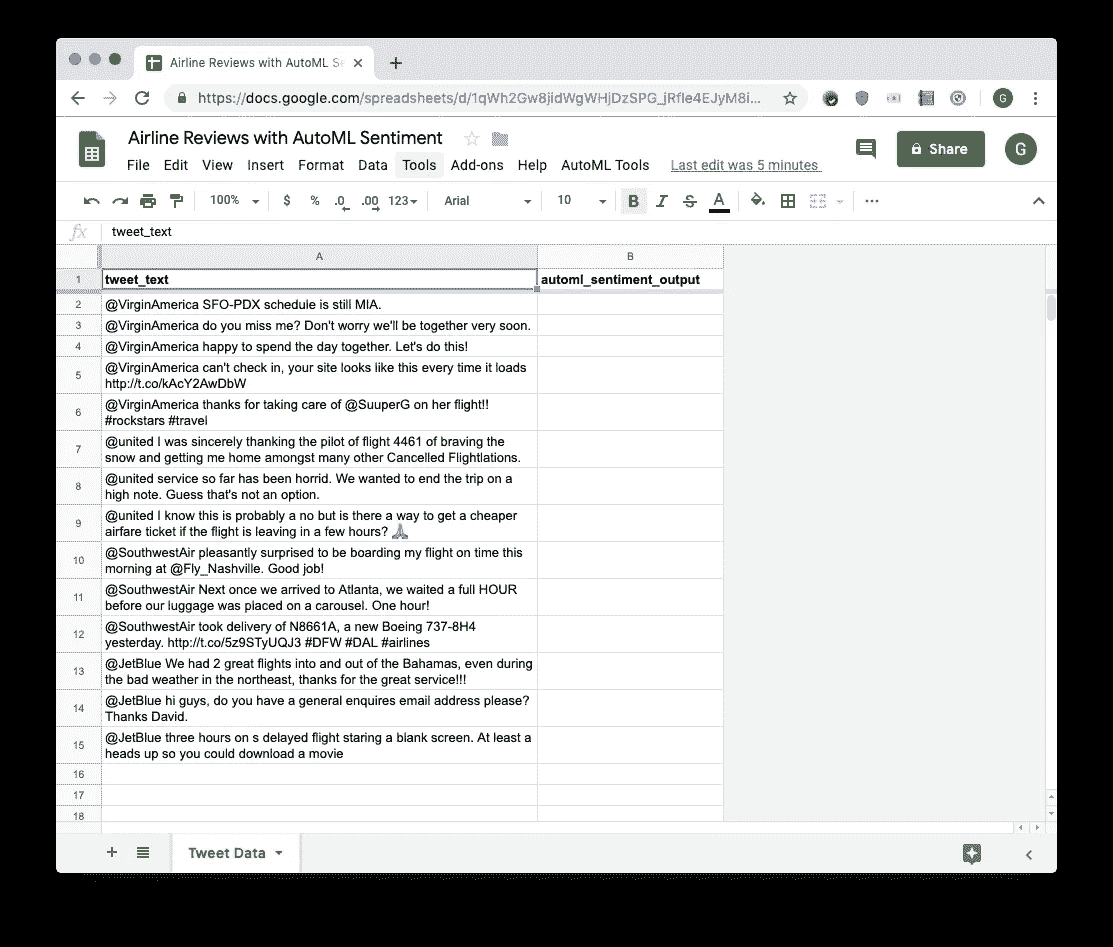 Airline Reviews with AutoML Se
https://docs.google.com/spreadsheets/d/1qWh2Gw8jidWgWHjDzSPG_jRfle4EJyM8i...
G
Airline Reviews with AutoML Sentiment
Share
G
File Edit View Insert Format Data Tools Add-ons Help AutoML Tools Last edit was 5 minutes
100% $ % .0 .00 123 Arial 10 B I S A ...
fx tweet_text
A B
1 tweet_text automl_sentiment_output
2 @VirginAmerica SFO-PDX schedule is still MIA.
3 @VirginAmerica do you miss me? Don't worry we'll be together very soon.
4 @VirginAmerica happy to spend the day together. Let's do this!
5 @VirginAmerica can't check in, your site looks like this every time it loads
http://t.co/kAcY2AwDbW
6 @VirginAmerica thanks for taking care of @SuuperG on her flight!!
#rockstars #travel
7 @united I was sincerely thanking the pilot of flight 4461 of braving the
snow and getting me home amongst many other Cancelled Flightlations.
8 @united service so far has been horrid. We wanted to end the trip on a
high note. Guess that's not an option.
9 @united I know this is probably a no but is there a way to get a cheaper
airfare ticket if the flight is leaving in a few hours? 🙏
10 @SouthwestAir pleasantly surprised to be boarding my flight on time this
morning at @Fly_Nashville. Good job!
11 @SouthwestAir Next once we arrived to Atlanta, we waited a full HOUR
before our luggage was placed on a carousel. One hour!
12 @SouthwestAir took delivery of N8661A, a new Boeing 737-8H4
yesterday. http://t.co/5z9STyUQJ3 #DFW #DAL #airlines
13 @JetBlue We had 2 great flights into and out of the Bahamas, even during
the bad weather in the northeast, thanks for the great service!!!
14 @JetBlue hi guys, do you have a general enquires email address please?
Thanks David.
15 @JetBlue three hours on s delayed flight staring a blank screen. At least a
heads up so you could download a movie
16
17
18
Tweet Data